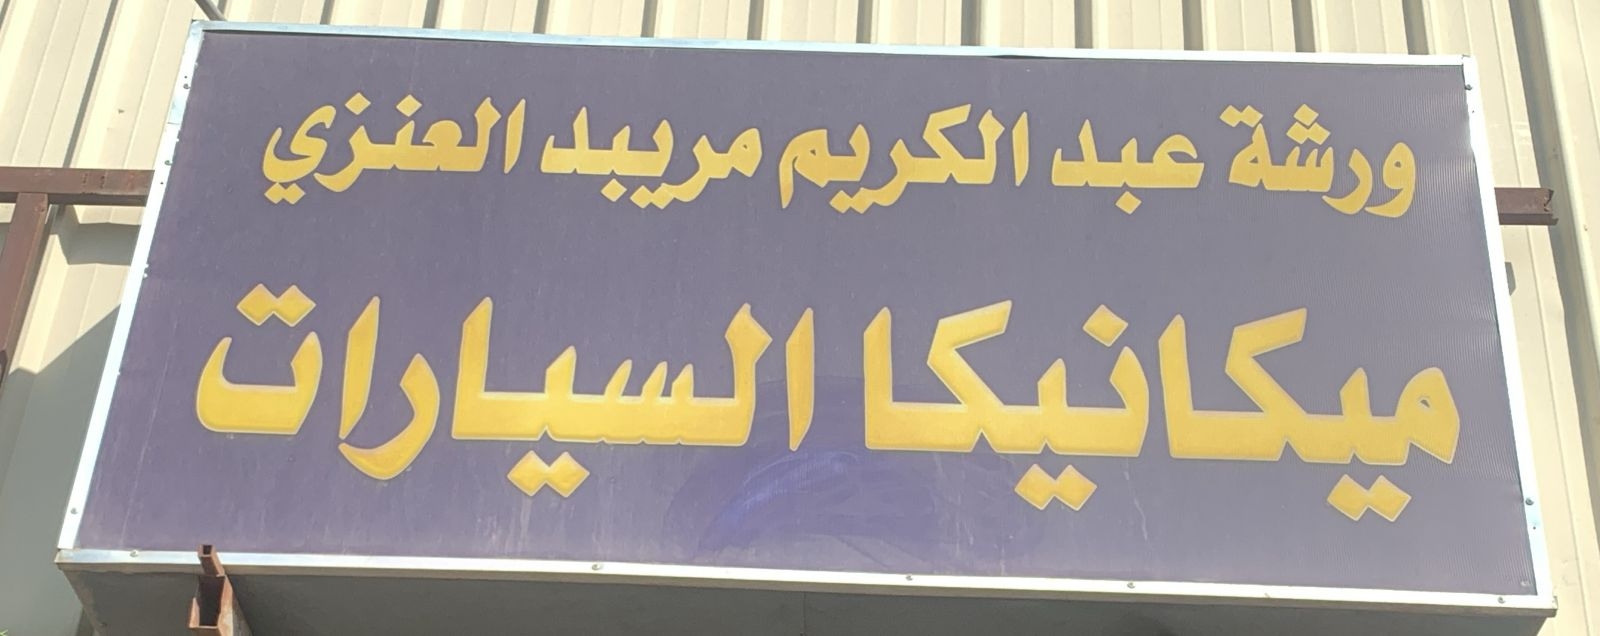 ورشة عبد الكريم مريبد العنزي
ميكانيكا السيارات